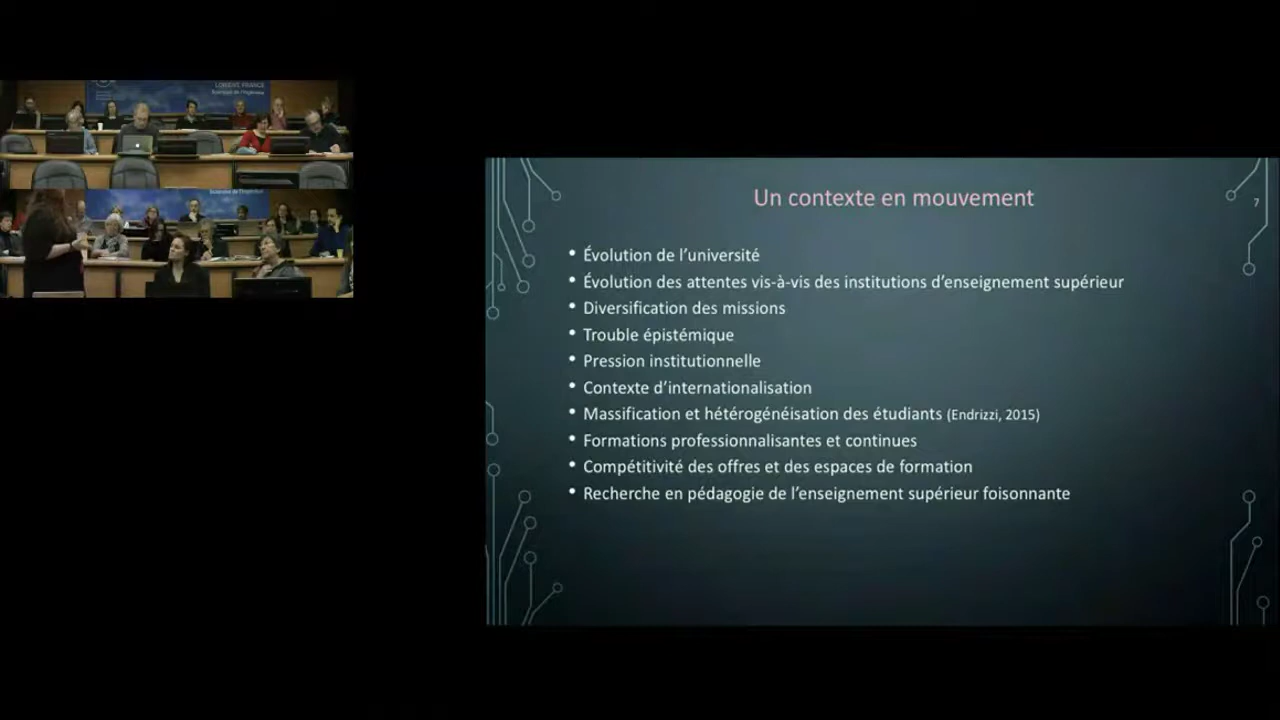 LORIENT FRANCE
Un contexte en mouvement
7
• Évolution de l’université
• Évolution des attentes vis-à-vis des institutions d’enseignement supérieur
• Diversification des missions
• Trouble épistémique
• Pression institutionnelle
• Contexte d’internationalisation
• Massification et hétérogénéisation des étudiants (Endrizzi, 2015)
• Formations professionnalisantes et continues
• Compétitivité des offres et des espaces de formation
• Recherche en pédagogie de l’enseignement supérieur foisonnante